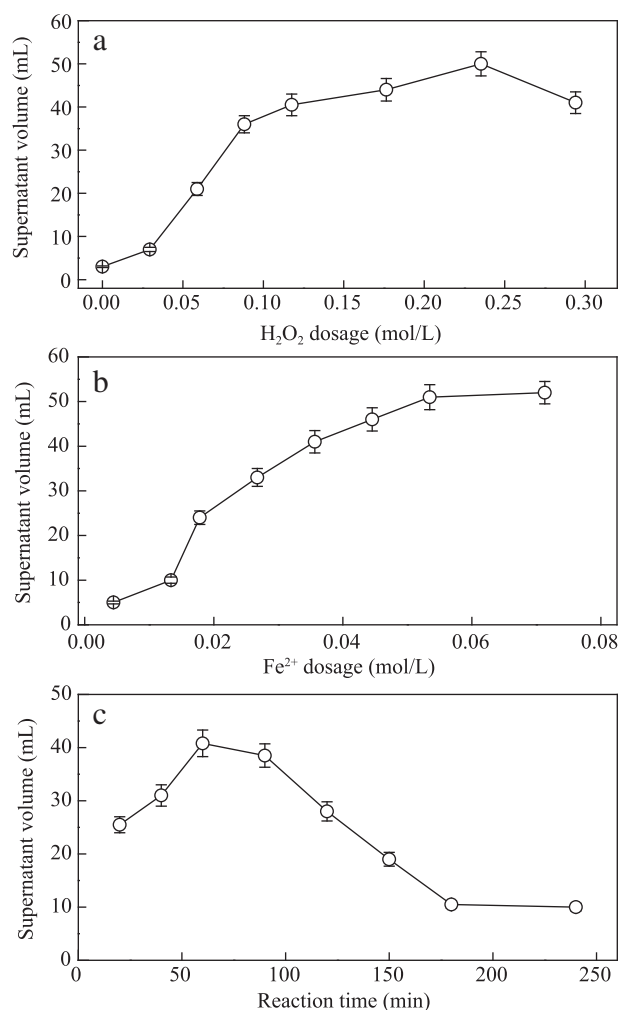 a
Supernatant volume (mL)
60
50
40
30
20
10
0
0.00 0.05 0.10 0.15 0.20 0.25 0.30
H₂O₂ dosage (mol/L)
b
Supernatant volume (mL)
60
50
40
30
20
10
0
0.00 0.02 0.04 0.06 0.08
Fe²⁺ dosage (mol/L)
c
Supernatant volume (mL)
50
40
30
20
10
0
0 50 100 150 200 250
Reaction time (min)